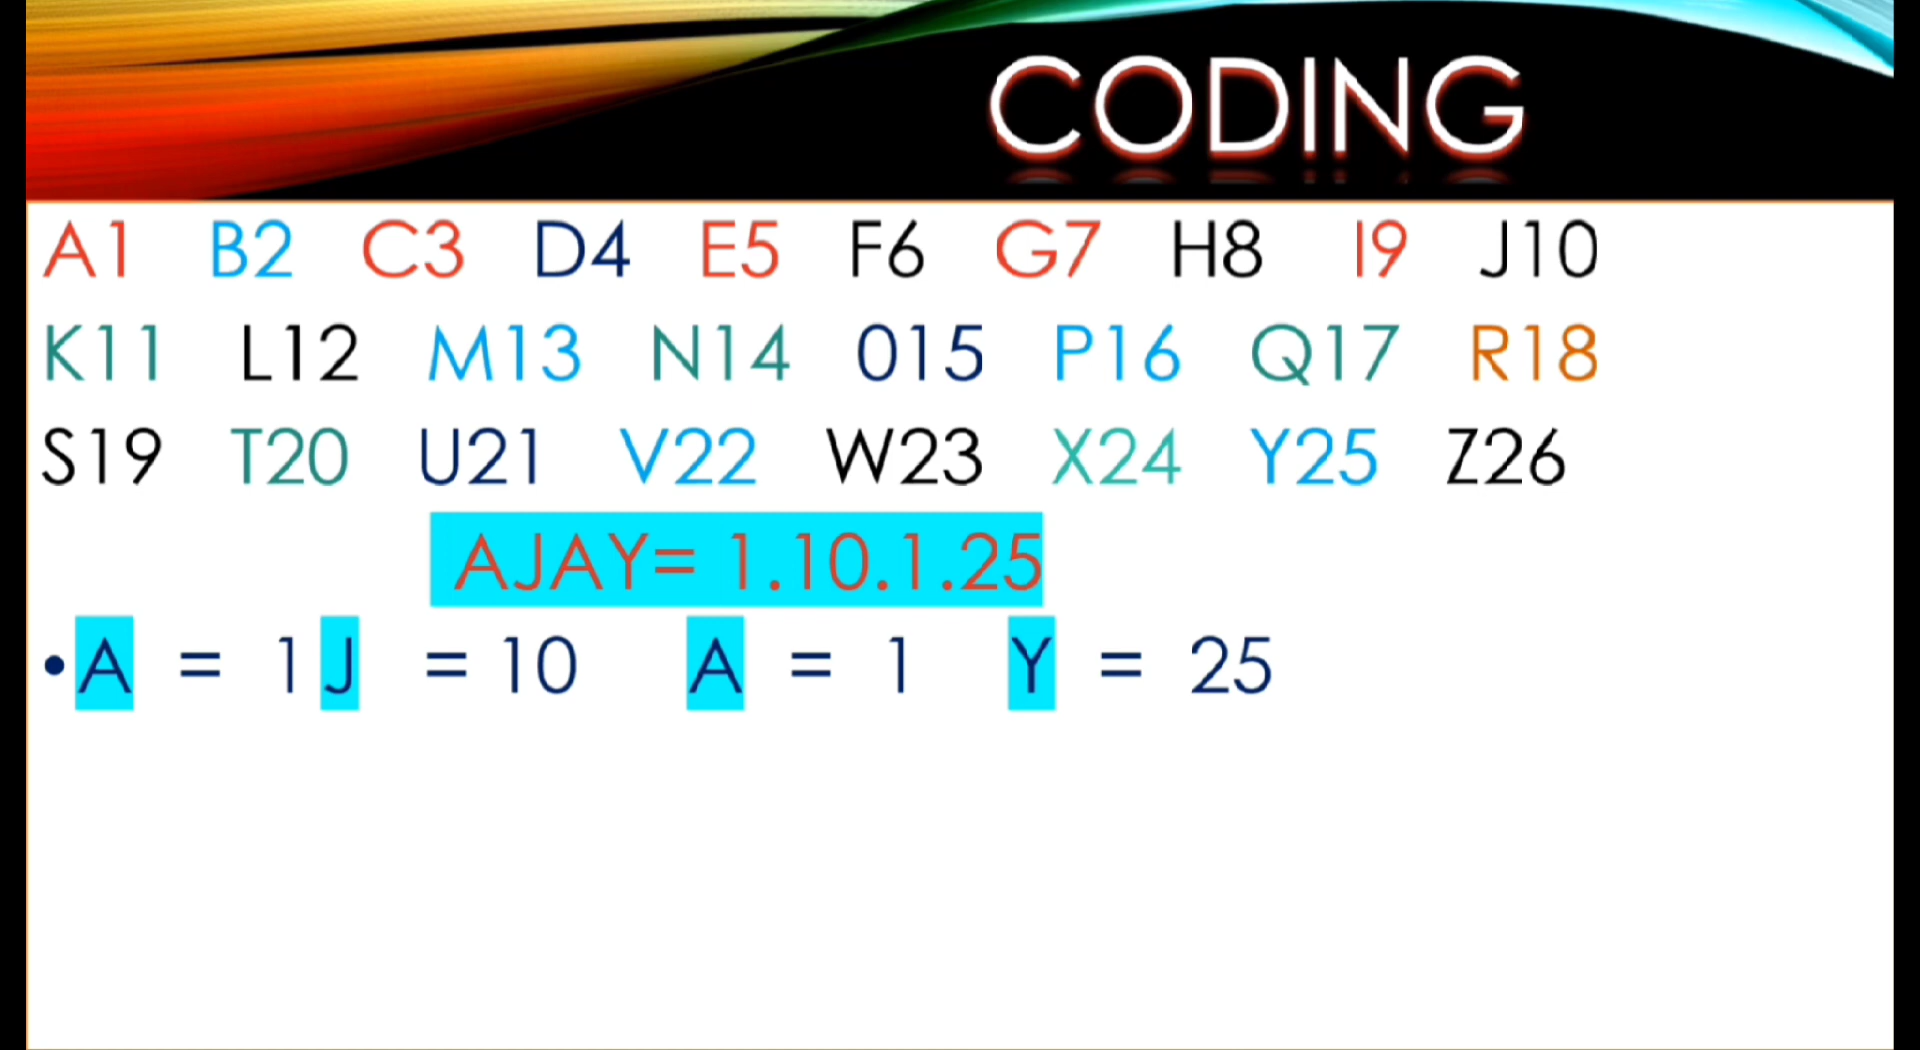 CODING
A1 B2 C3 D4 E5 F6 G7 H8 I9 J10
K11 L12 M13 N14 015 P16 Q17 R18
S19 T20 U21 V22 W23 X24 Y25 Z26
AJAY= 1.10.1.25
•A = 1 J = 10 A = 1 Y = 25